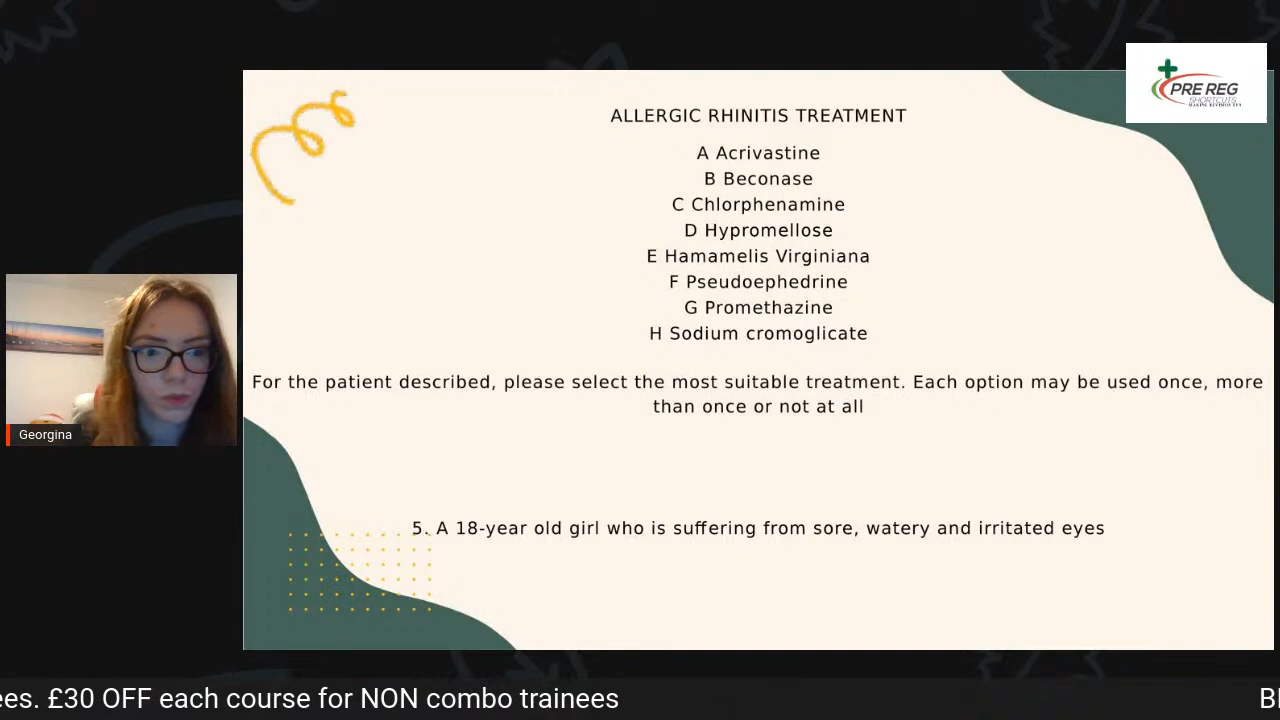 PRE REG
SHORTCUTS
ALLERGIC RHINITIS TREATMENT
A Acrivastine
B Beconase
C Chlorphenamine
D Hypromellose
E Hamamelis Virginiana
F Pseudoephedrine
G Promethazine
H Sodium cromoglicate
For the patient described, please select the most suitable treatment. Each option may be used once, more
than once or not at all
5. A 18-year old girl who is suffering from sore, watery and irritated eyes
Georgina
ees. £30 OFF each course for NON combo trainees